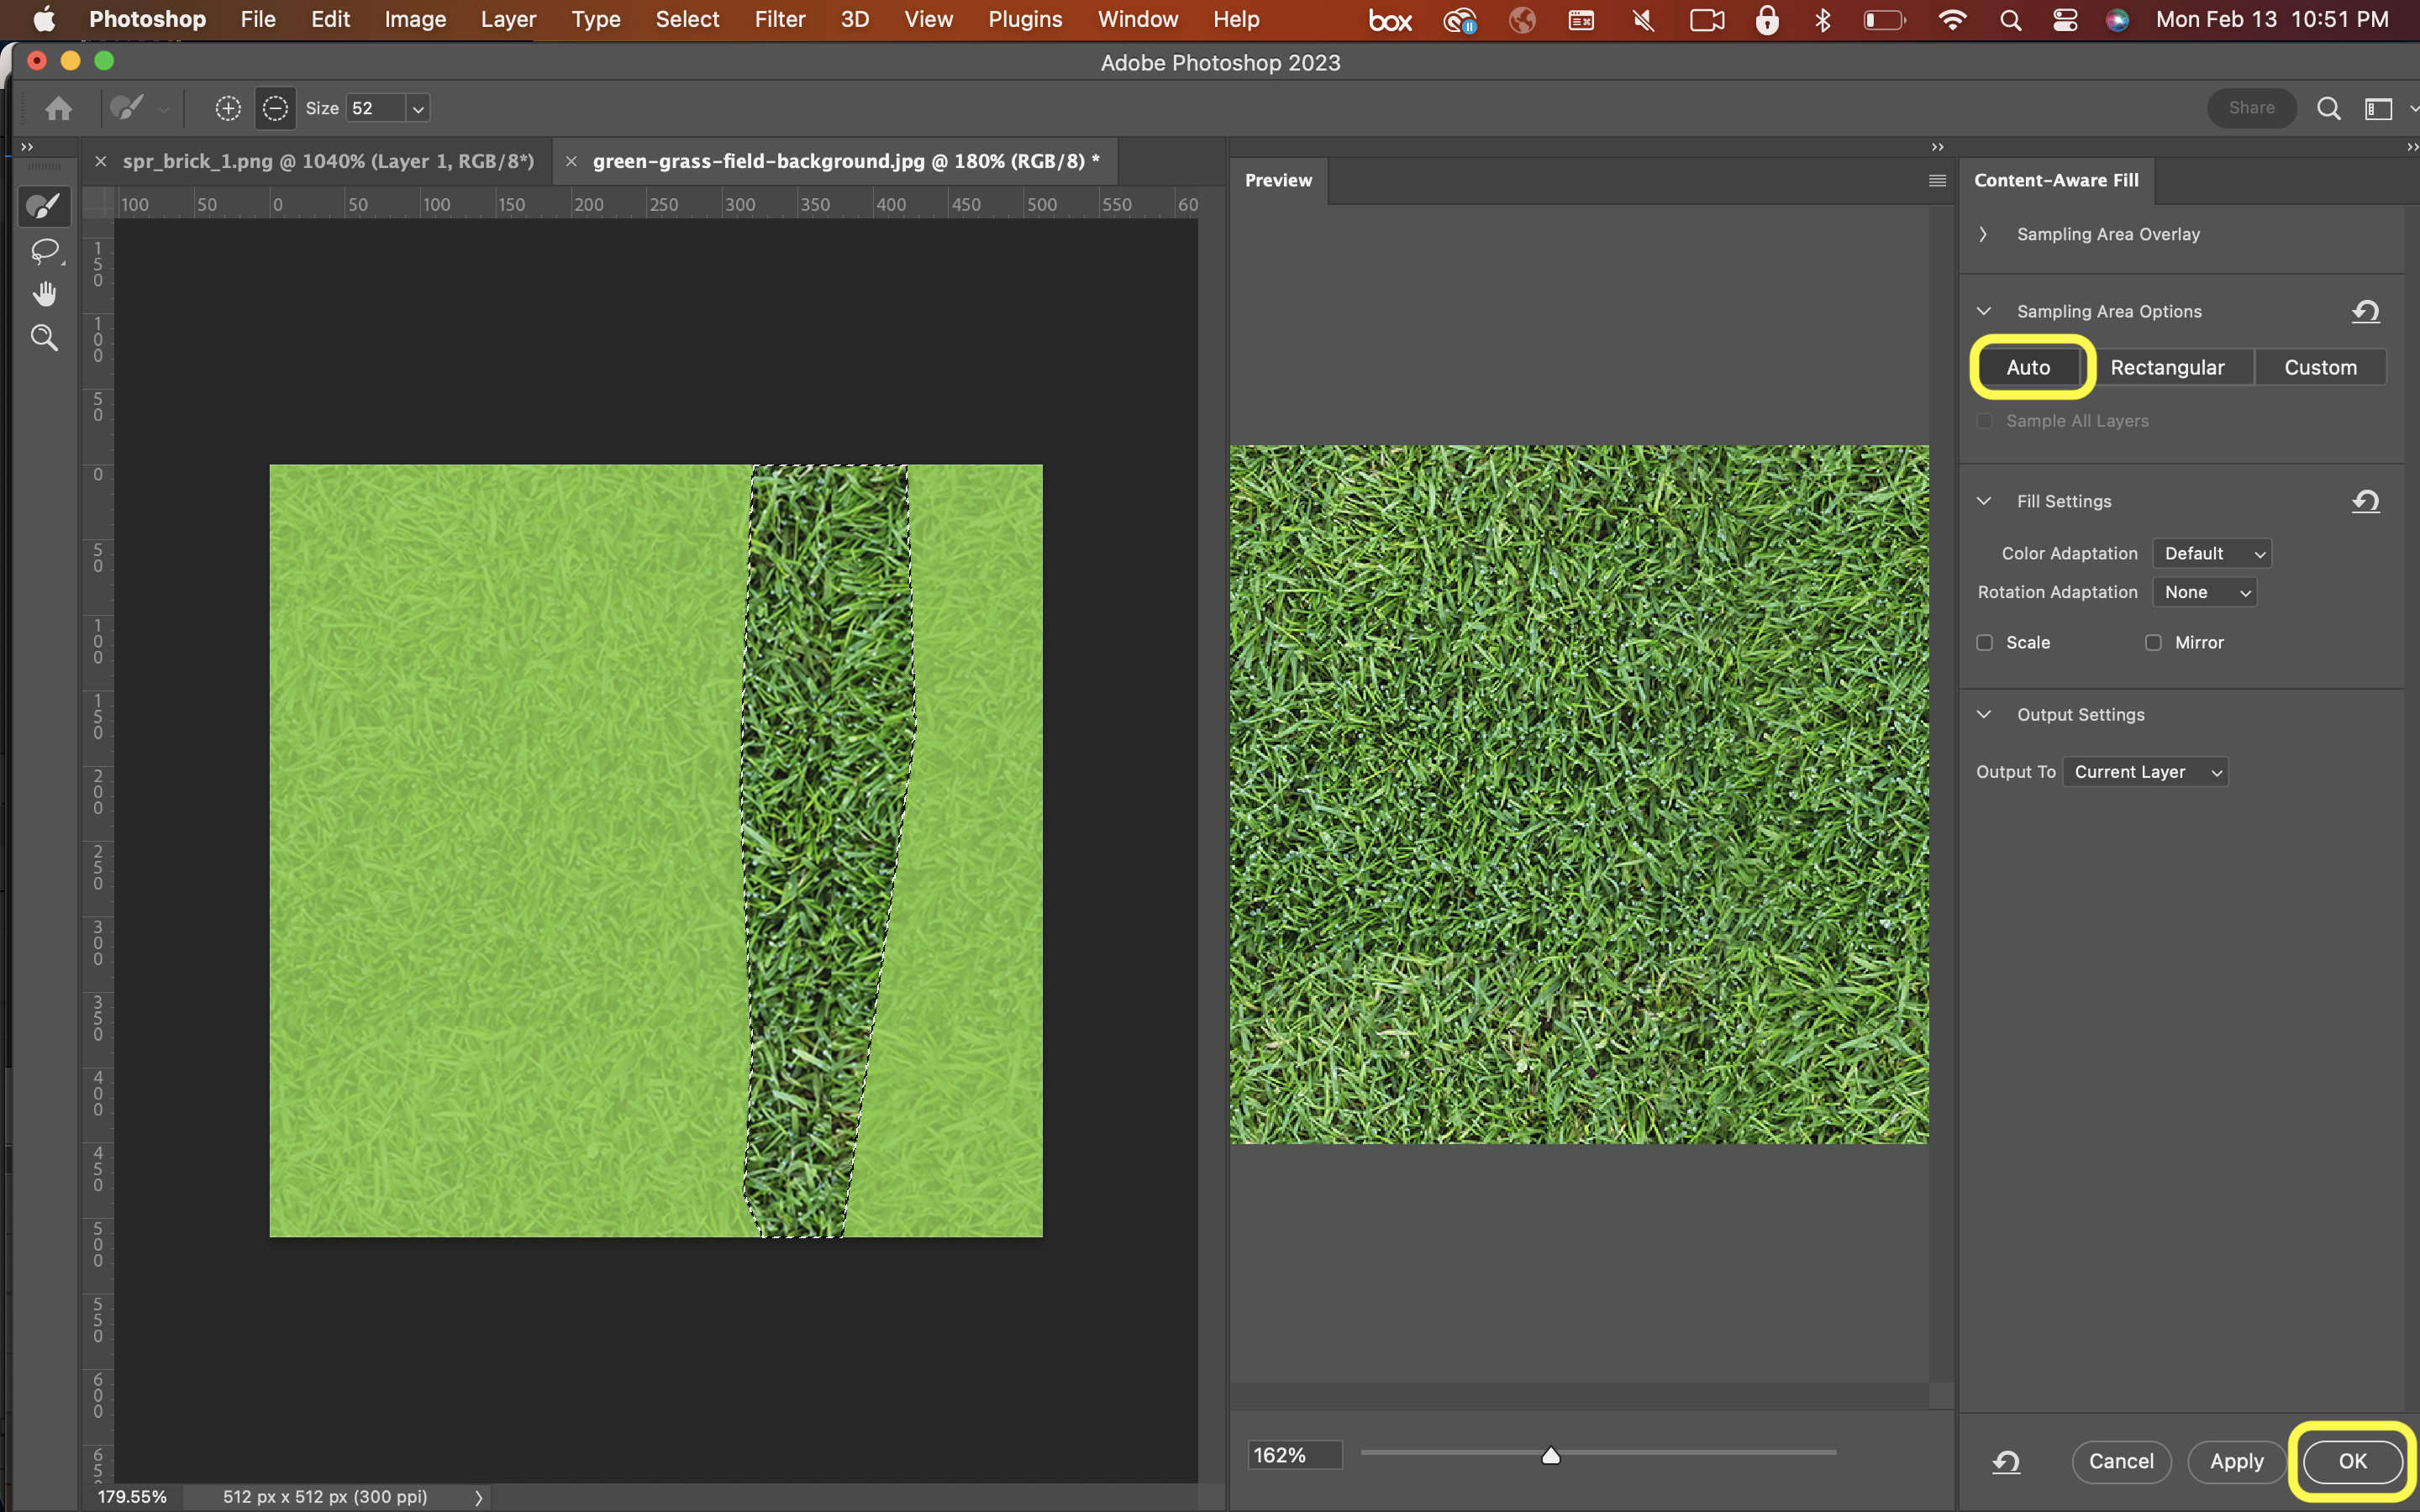 Photoshop File Edit Image Layer Type Select Filter 3D View Plugins Window Help box Mon Feb 13 10:51 PM
Adobe Photoshop 2023
Size 52 Share
spr_brick_1.png @ 1040% (Layer 1, RGB/8*) green-grass-field-background.jpg @ 180% (RGB/8) *
Preview Content-Aware Fill
100 50 0 50 100 150 200 250 300 350 400 450 500 550 60
Sampling Area Overlay
Sampling Area Options
Auto Rectangular Custom
Sample All Layers
Fill Settings
Color Adaptation Default
Rotation Adaptation None
Scale Mirror
Output Settings
Output To Current Layer
150
100
50
0
50
100
150
200
250
300
350
400
450
500
550
600
65
162% Cancel Apply OK
179.55% 512 px x 512 px (300 ppi)